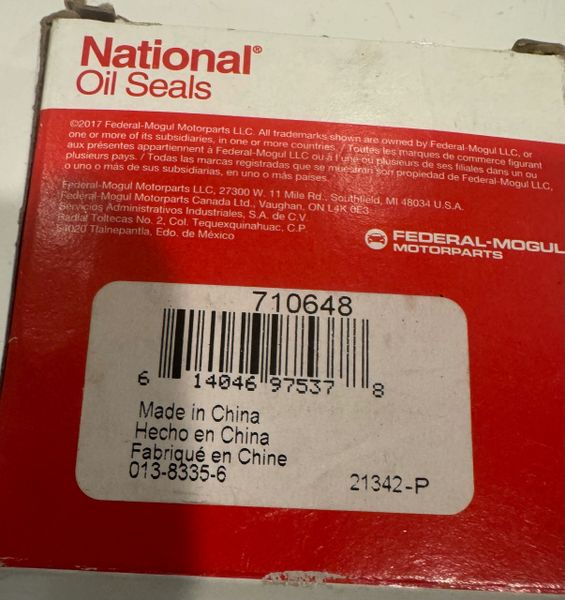 National®
Oil Seals
©2017 Federal-Mogul Motorparts LLC. All trademarks shown are owned by Federal-Mogul LLC, or
one or more of its subsidiaries, in one or more countries. / Toutes les marques de commerce figurant
aux présentes appartiennent à Federal-Mogul LLC ou à l'une ou plusieurs de ses filiales dans un ou
plusieurs pays. / Todas las marcas registradas que se muestran son propiedad de Federal-Mogul LLC,
o uno o más de sus subsidiarias, en uno o más países.
Federal-Mogul Motorparts LLC, 27300 W. 11 Mile Rd., Southfield, MI 48034 U.S.A.
Federal-Mogul Motorparts Canada Ltd., Vaughan, ON L4K 0E3
Servicios Administrativos Industriales, S.A. de C.V.
Radial Toltecas No. 2, Col. Tequexquinahuac, C.P.
54020 Tlalnepantla, Edo. de México
FEDERAL-MOGUL
MOTORPARTS
710648
6 14046 97537 8
Made in China
Hecho en China
Fabriqué en Chine
013-8335-6
21342-P